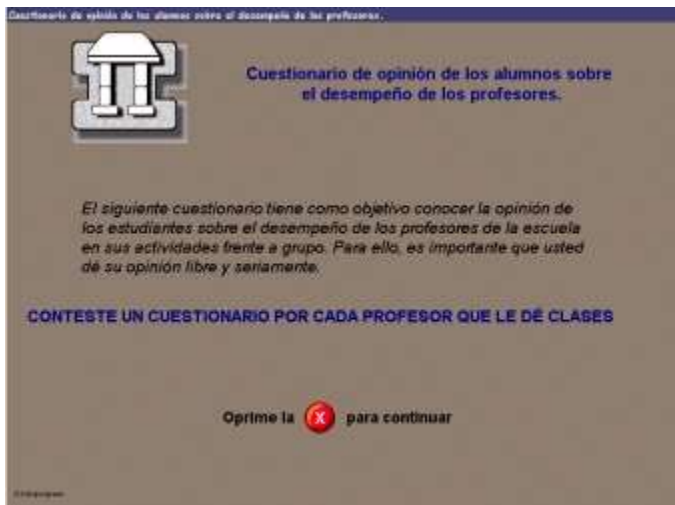 Cuestionario de opinión de los alumnos sobre el desempeño de los profesores.
Cuestionario de opinión de los alumnos sobre
el desempeño de los profesores.
El siguiente cuestionario tiene como objetivo conocer la opinión de
los estudiantes sobre el desempeño de los profesores de la escuela
en sus actividades frente a grupo. Para ello, es importante que usted
dé su opinión libre y seriamente.
CONTESTE UN CUESTIONARIO POR CADA PROFESOR QUE LE DÉ CLASES
Oprime la X para continuar